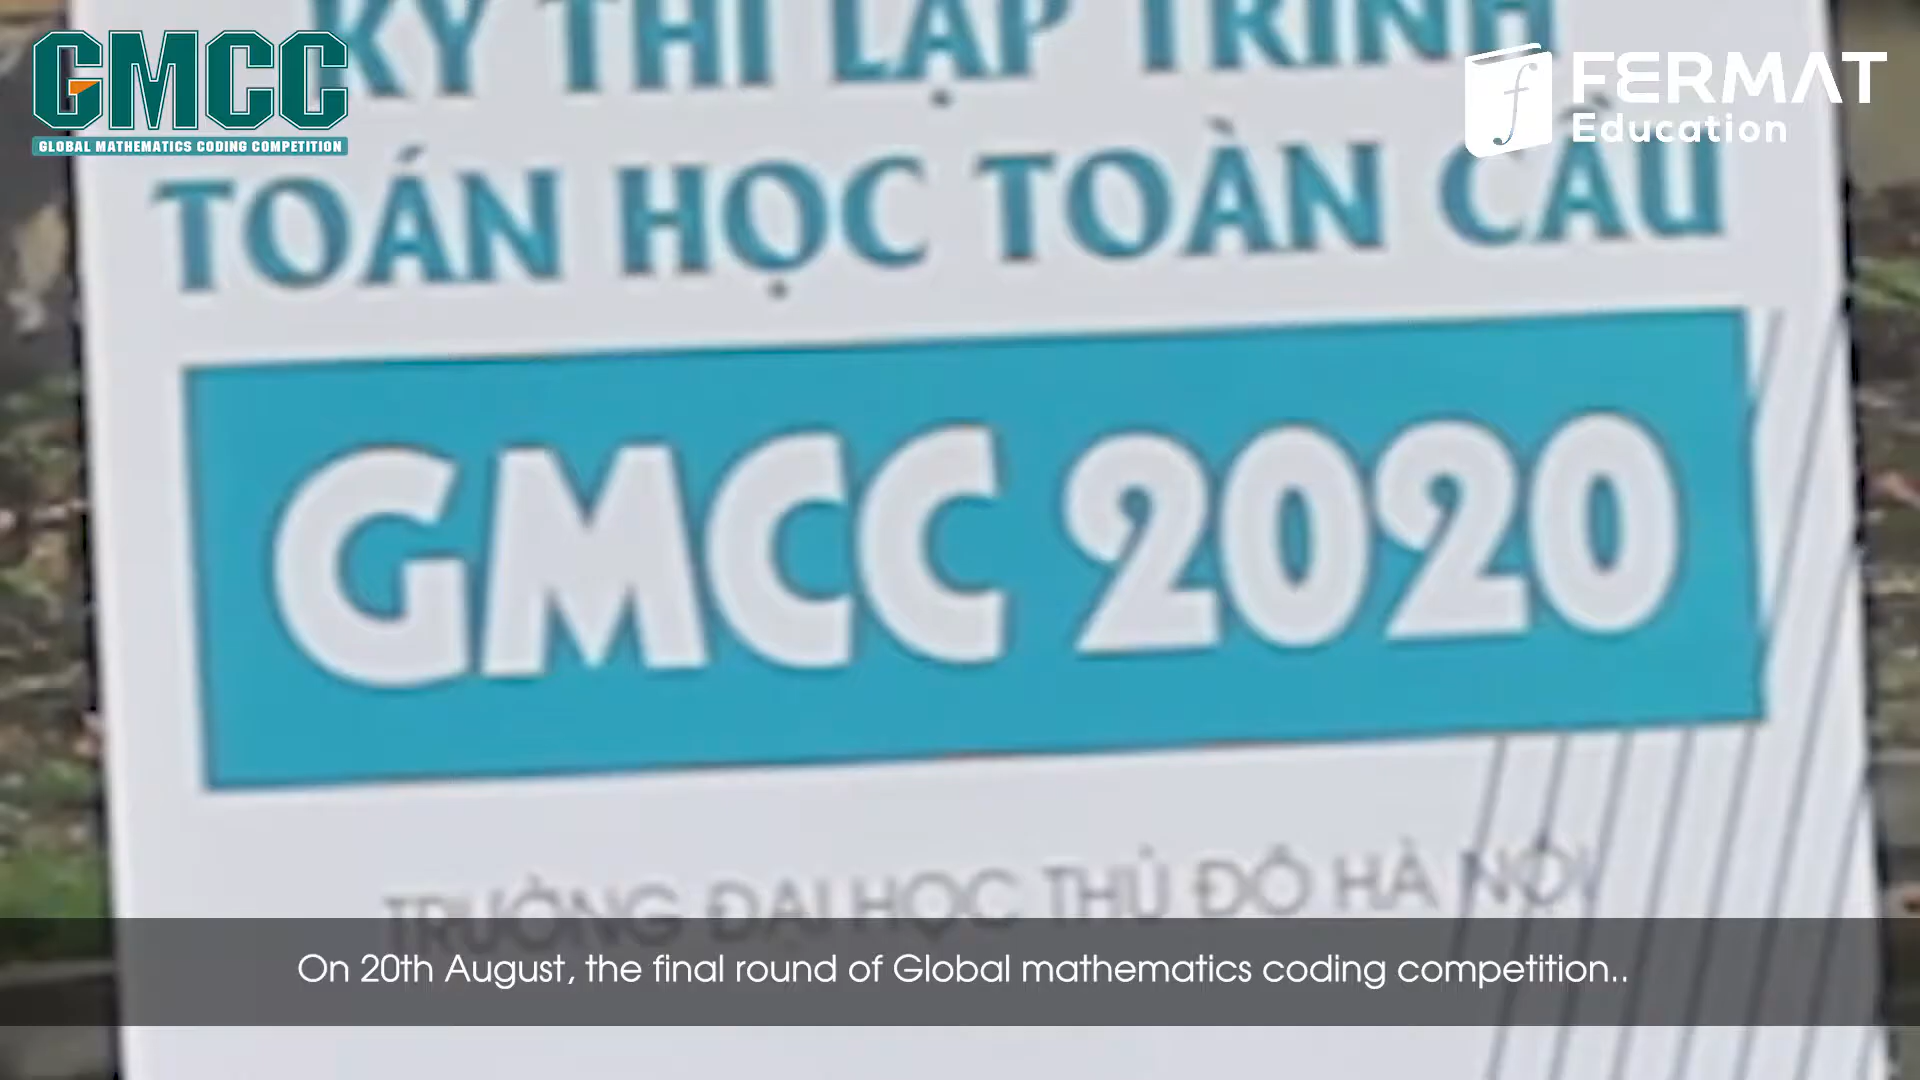 KỲ THI LẬP TRÌNH
GMCC
GLOBAL MATHEMATICS CODING COMPETITION
FERMAT
Education
TOÁN HỌC TOÀN CẦU
GMCC 2020
TRƯỜNG ĐẠI HỌC THỦ ĐÔ HÀ NỘI
On 20th August, the final round of Global mathematics coding competition..